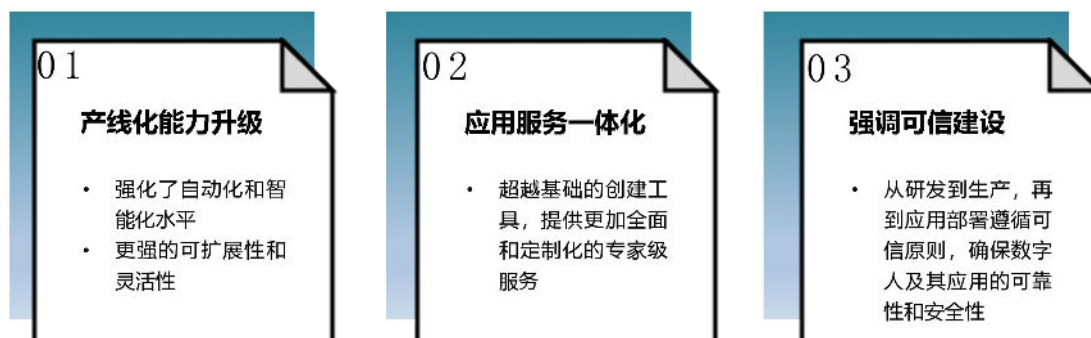 01
产线化能力升级
• 强化了自动化和智
能化水平
• 更强的可扩展性和
灵活性
02
应用服务一体化
• 超越基础的创建工
具，提供更加全面
和定制化的专家级
服务
03
强调可信建设
• 从研发到生产，再
到应用部署遵循可
信原则，确保数字
人及其应用的可靠
性和安全性